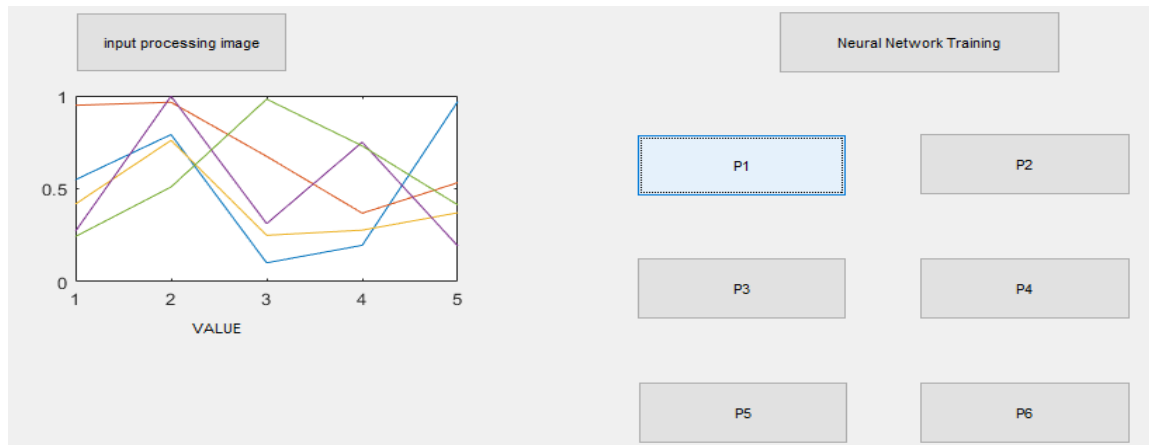 input processing image
Neural Network Training
1
0.5
0
1 2 3 4 5
VALUE
P1
P2
P3
P4
P5
P6